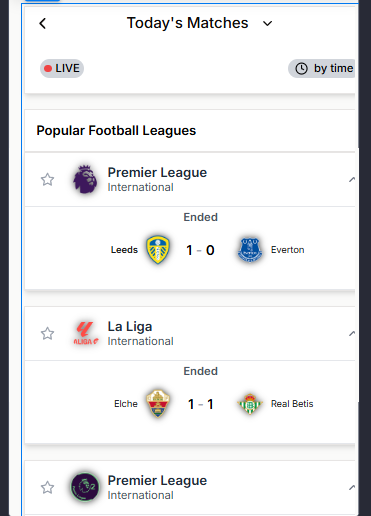 Today's Matches
LIVE
by time
Popular Football Leagues
Premier League
International
Ended
Leeds 1 - 0 Everton
La Liga
International
Ended
Elche 1 - 1 Real Betis
Premier League
International